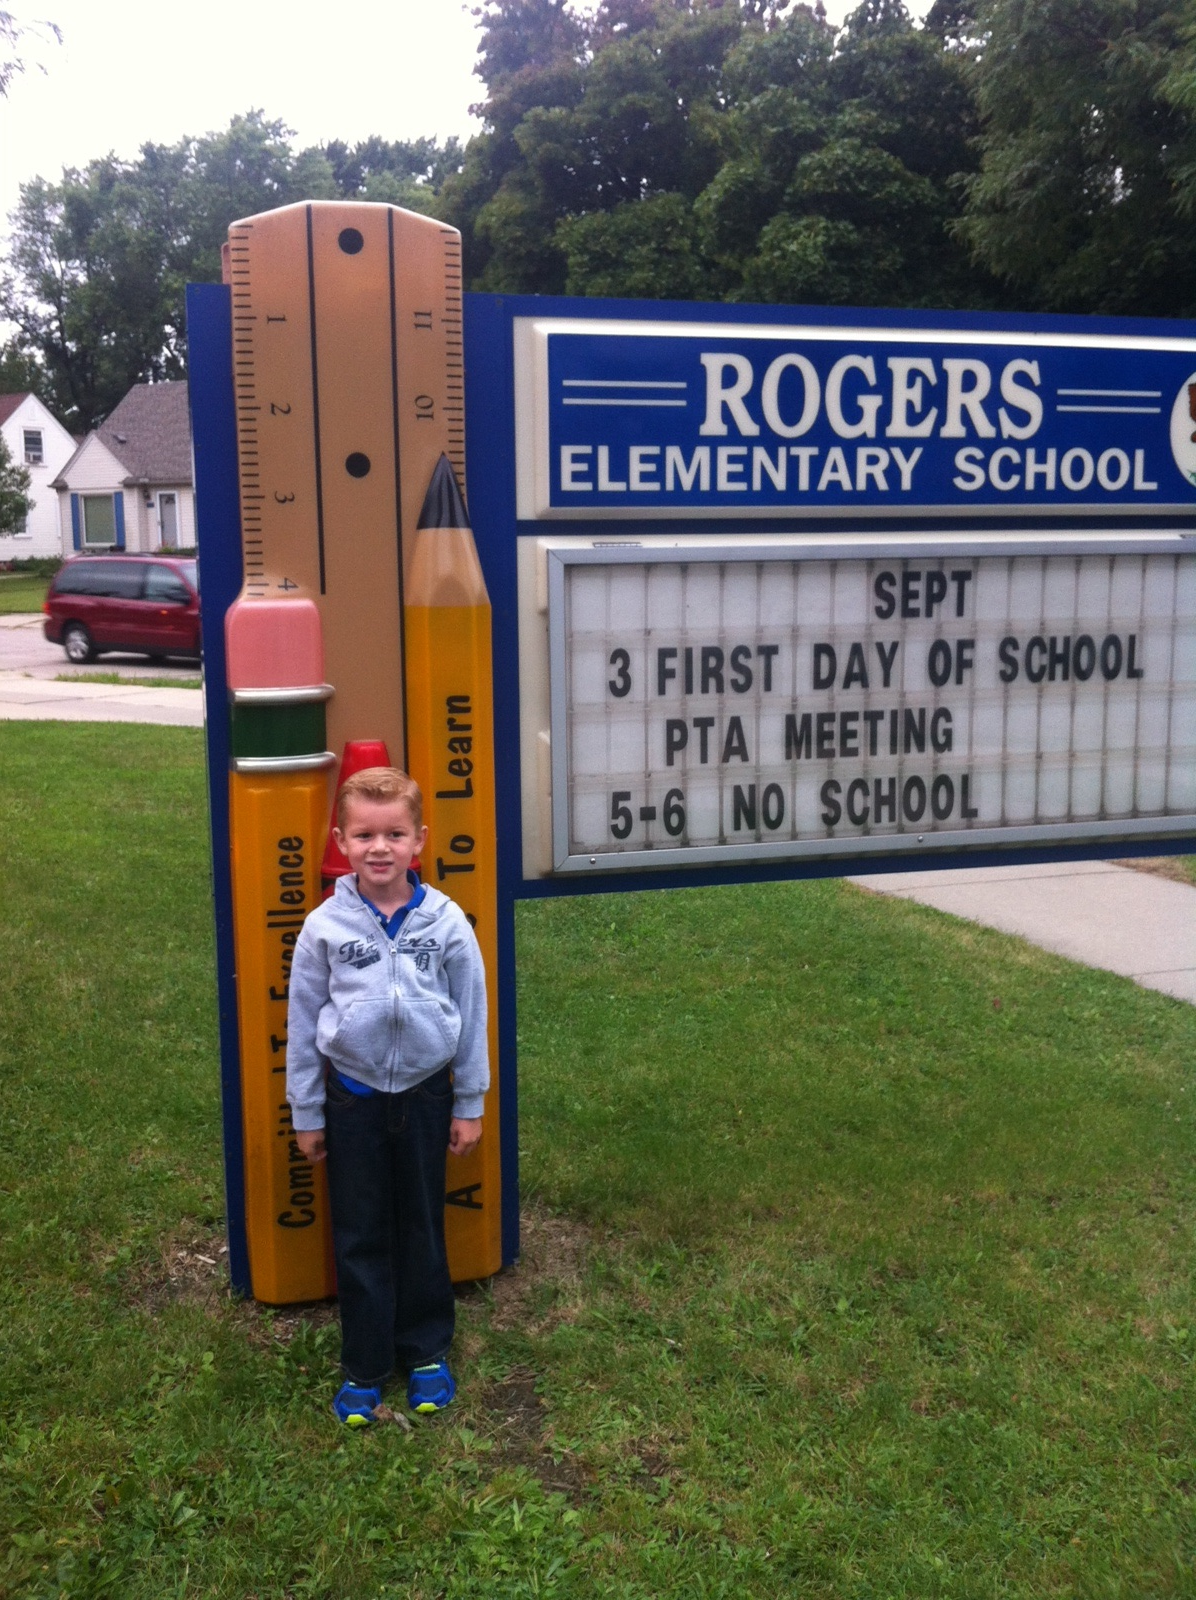 ROGERS
ELEMENTARY SCHOOL
SEPT
3 FIRST DAY OF SCHOOL
PTA MEETING
5-6 NO SCHOOL
1
2
3
4
11
10
To Excellence
A
To Learn
Tigers
D